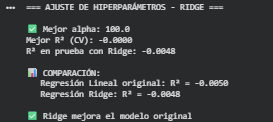 ••• === AJUSTE DE HIPERPARÁMETROS - RIDGE ===
✅ Mejor alpha: 100.0
Mejor R² (CV): -0.0000
R² en prueba con Ridge: -0.0048
📊 COMPARACIÓN:
Regresión Lineal original: R² = -0.0050
Regresión Ridge: R² = -0.0048
✅ Ridge mejora el modelo original